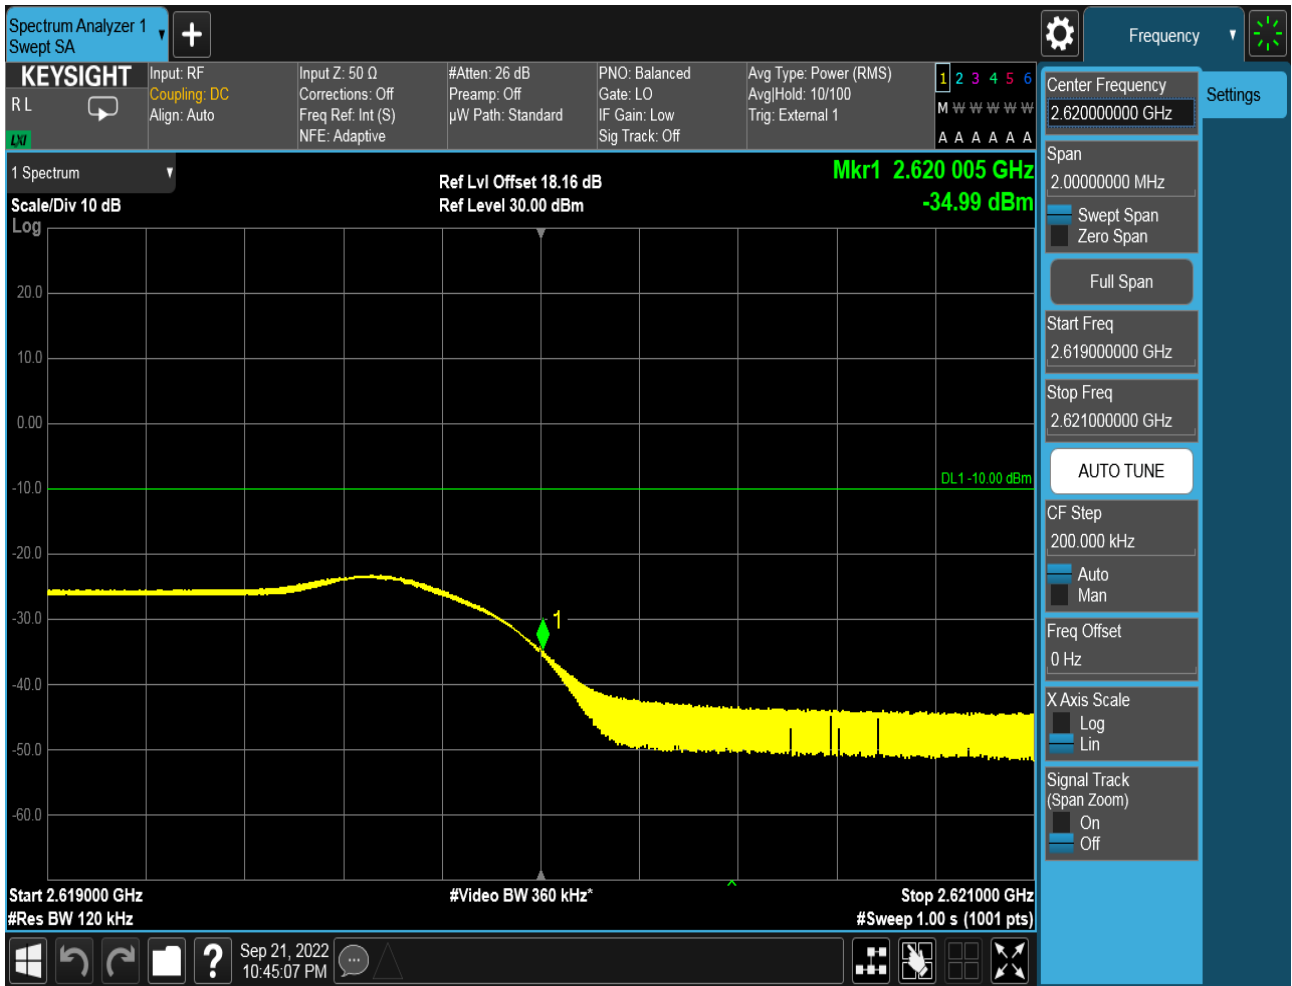 Spectrum Analyzer 1
Swept SA
Frequency
KEYSIGHT
R L
LXI
Input: RF
Coupling: DC
Align: Auto
Input Z: 50 Ω
Corrections: Off
Freq Ref: Int (S)
NFE: Adaptive
#Atten: 26 dB
Preamp: Off
µW Path: Standard
PNO: Balanced
Gate: LO
IF Gain: Low
Sig Track: Off
Avg Type: Power (RMS)
Avg|Hold: 10/100
Trig: External 1
1 2 3 4 5 6
M W W W W W
A A A A A A
1 Spectrum
Scale/Div 10 dB
Log
Ref Lvl Offset 18.16 dB
Ref Level 30.00 dBm
Mkr1 2.620 005 GHz
-34.99 dBm
20.0
10.0
0.00
-10.0
-20.0
-30.0
-40.0
-50.0
-60.0
DL1 -10.00 dBm
1
Start 2.619000 GHz
#Res BW 120 kHz
#Video BW 360 kHz*
Stop 2.621000 GHz
#Sweep 1.00 s (1001 pts)
Center Frequency
2.620000000 GHz
Settings
Span
2.00000000 MHz
Swept Span
Zero Span
Full Span
Start Freq
2.619000000 GHz
Stop Freq
2.621000000 GHz
AUTO TUNE
CF Step
200.000 kHz
Auto
Man
Freq Offset
0 Hz
X Axis Scale
Log
Lin
Signal Track
(Span Zoom)
On
Off
?
Sep 21, 2022
10:45:07 PM